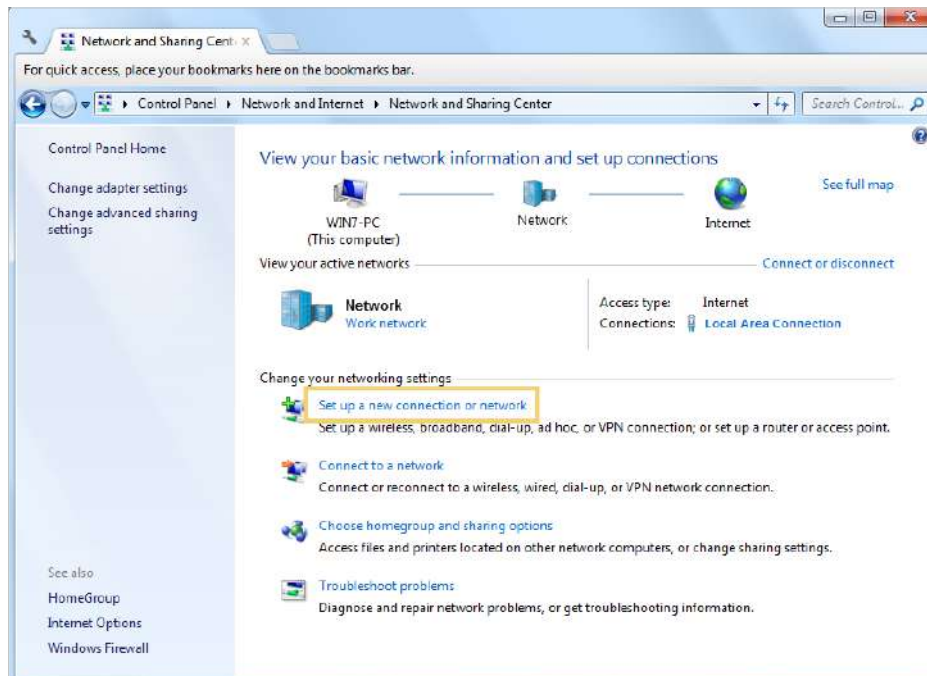 Network and Sharing Cent
For quick access, place your bookmarks here on the bookmarks bar.
Control Panel Network and Internet Network and Sharing Center
Search Control...
Control Panel Home
Change adapter settings
Change advanced sharing
settings
View your basic network information and set up connections
See full map
WIN7-PC
(This computer)
Network
Internet
View your active networks
Connect or disconnect
Network
Work network
Access type: Internet
Connections: Local Area Connection
Change your networking settings
Set up a new connection or network
Set up a wireless, broadband, dial-up, ad hoc, or VPN connection; or set up a router or access point.
Connect to a network
Connect or reconnect to a wireless, wired, dial-up, or VPN network connection.
Choose homegroup and sharing options
Access files and printers located on other network computers, or change sharing settings.
Troubleshoot problems
Diagnose and repair network problems, or get troubleshooting information.
See also
HomeGroup
Internet Options
Windows Firewall